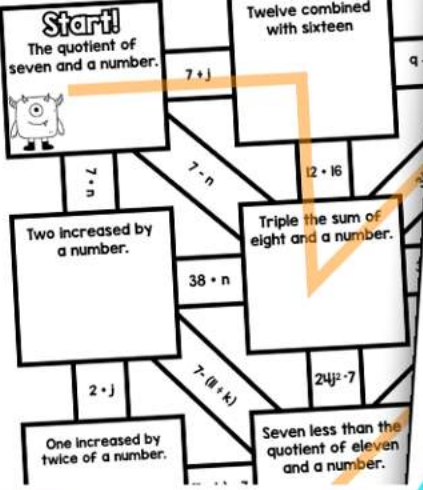 Start!
The quotient of
seven and a number.
7 ÷ j
Twelve combined
with sixteen
q
7 ÷ n
7 - n
12 + 16
Two increased by
a number.
Triple the sum of
eight and a number.
38 + n
2 + j
7- (11 + k)
24j²-7
One increased by
twice of a number.
Seven less than the
quotient of eleven
and a number.